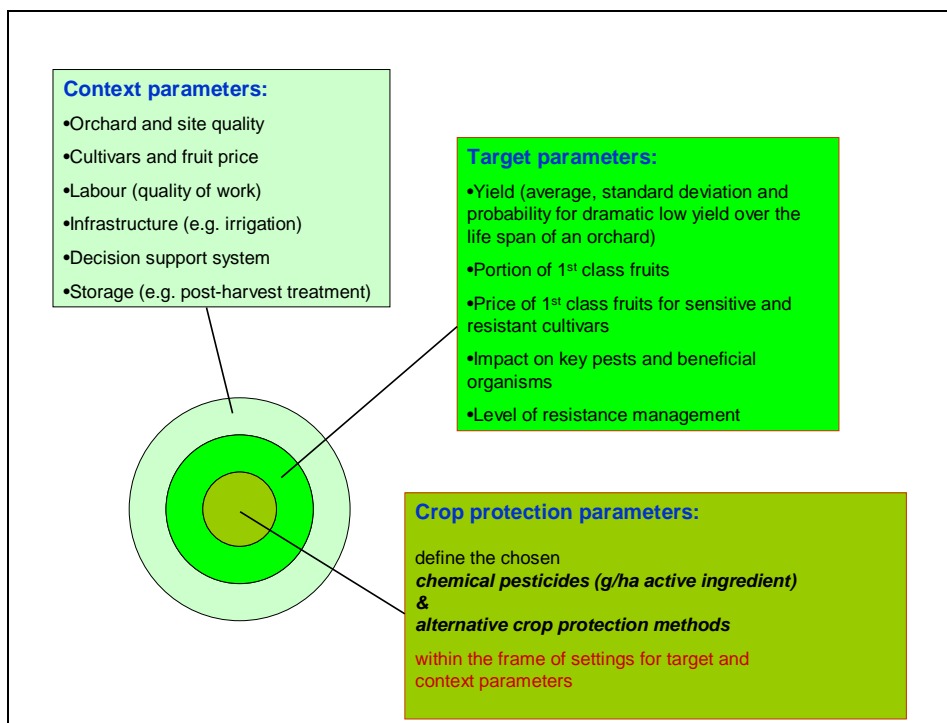 Context parameters:
•Orchard and site quality
•Cultivars and fruit price
•Labour (quality of work)
•Infrastructure (e.g. irrigation)
•Decision support system
•Storage (e.g. post-harvest treatment)
Target parameters:
•Yield (average, standard deviation and
probability for dramatic low yield over the
life span of an orchard)
•Portion of 1st class fruits
•Price of 1st class fruits for sensitive and
resistant cultivars
•Impact on key pests and beneficial
organisms
•Level of resistance management
Crop protection parameters:
define the chosen
chemical pesticides (g/ha active ingredient)
&
alternative crop protection methods
within the frame of settings for target and
context parameters